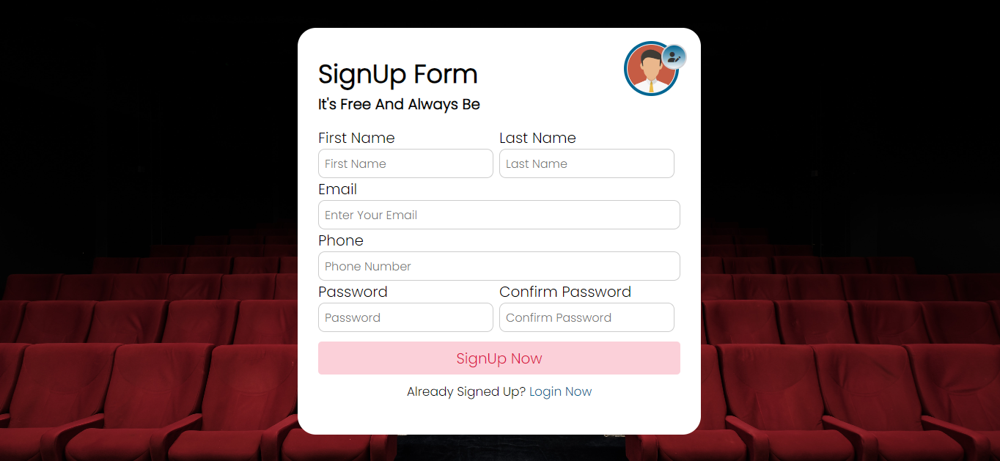 SignUp Form
It's Free And Always Be
First Name Last Name
First Name Last Name
Email
Enter Your Email
Phone
Phone Number
Password Confirm Password
Password Confirm Password
SignUp Now
Already Signed Up? Login Now